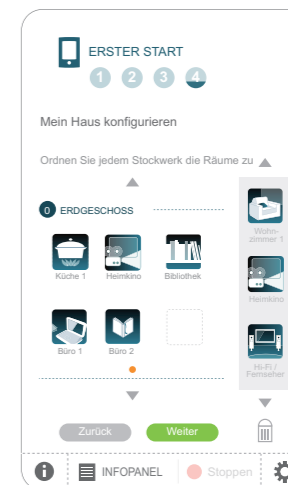 ERSTER START
1 2 3 4
Mein Haus konfigurieren
Ordnen Sie jedem Stockwerk die Räume zu
0 ERDGESCHOSS
Küche 1 Heimkino Bibliothek
Büro 1 Büro 2
Wohn-
zimmer 1
Heimkino
Hi-Fi /
Fernseher
Zurück Weiter
INFOPANEL Stoppen